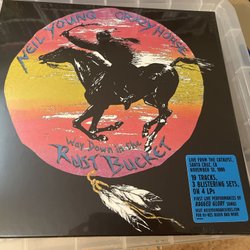 NEIL YOUNG CRAZY HORSE
Way Down In the
RUST BUCKET
LIVE FROM THE CATALYST,
SANTA CRUZ, CA
NOVEMBER 13, 1990
19 TRACKS,
3 BLISTERING SETS,
ON 4 LPs
FIRST LIVE PERFORMANCES OF
RAGGED GLORY SONGS